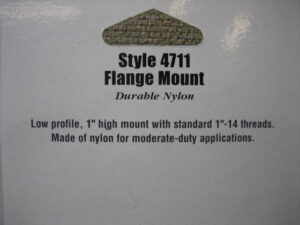 Style 4711
Flange Mount
Durable Nylon
Low profile, 1" high mount with standard 1"-14 threads.
Made of nylon for moderate-duty applications.